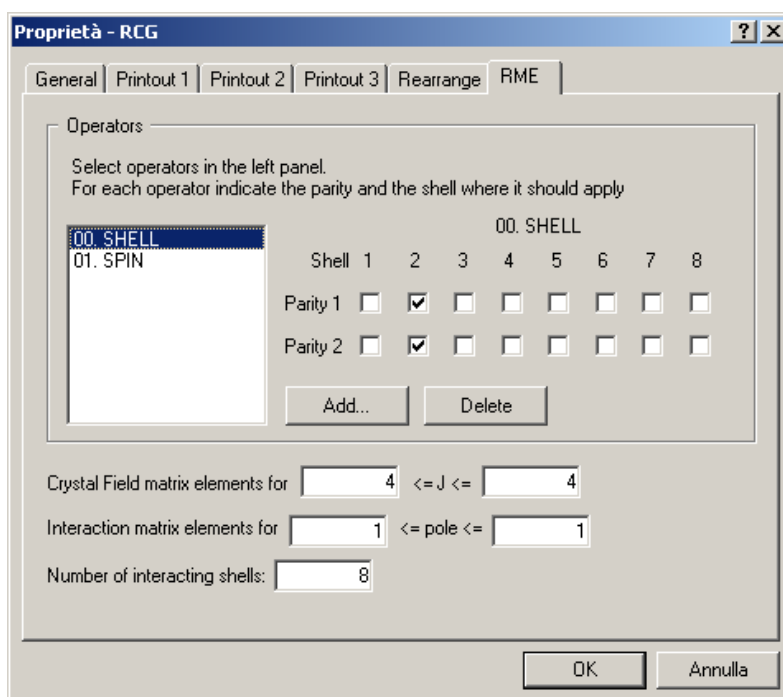 Proprietà - RCG
General Printout 1 Printout 2 Printout 3 Rearrange RME
Operators
Select operators in the left panel.
For each operator indicate the parity and the shell where it should apply
00. SHELL
01. SPIN
00. SHELL
Shell 1 2 3 4 5 6 7 8
Parity 1
Parity 2
Add... Delete
Crystal Field matrix elements for 4 <= J <= 4
Interaction matrix elements for 1 <= pole <= 1
Number of interacting shells: 8
OK Annulla